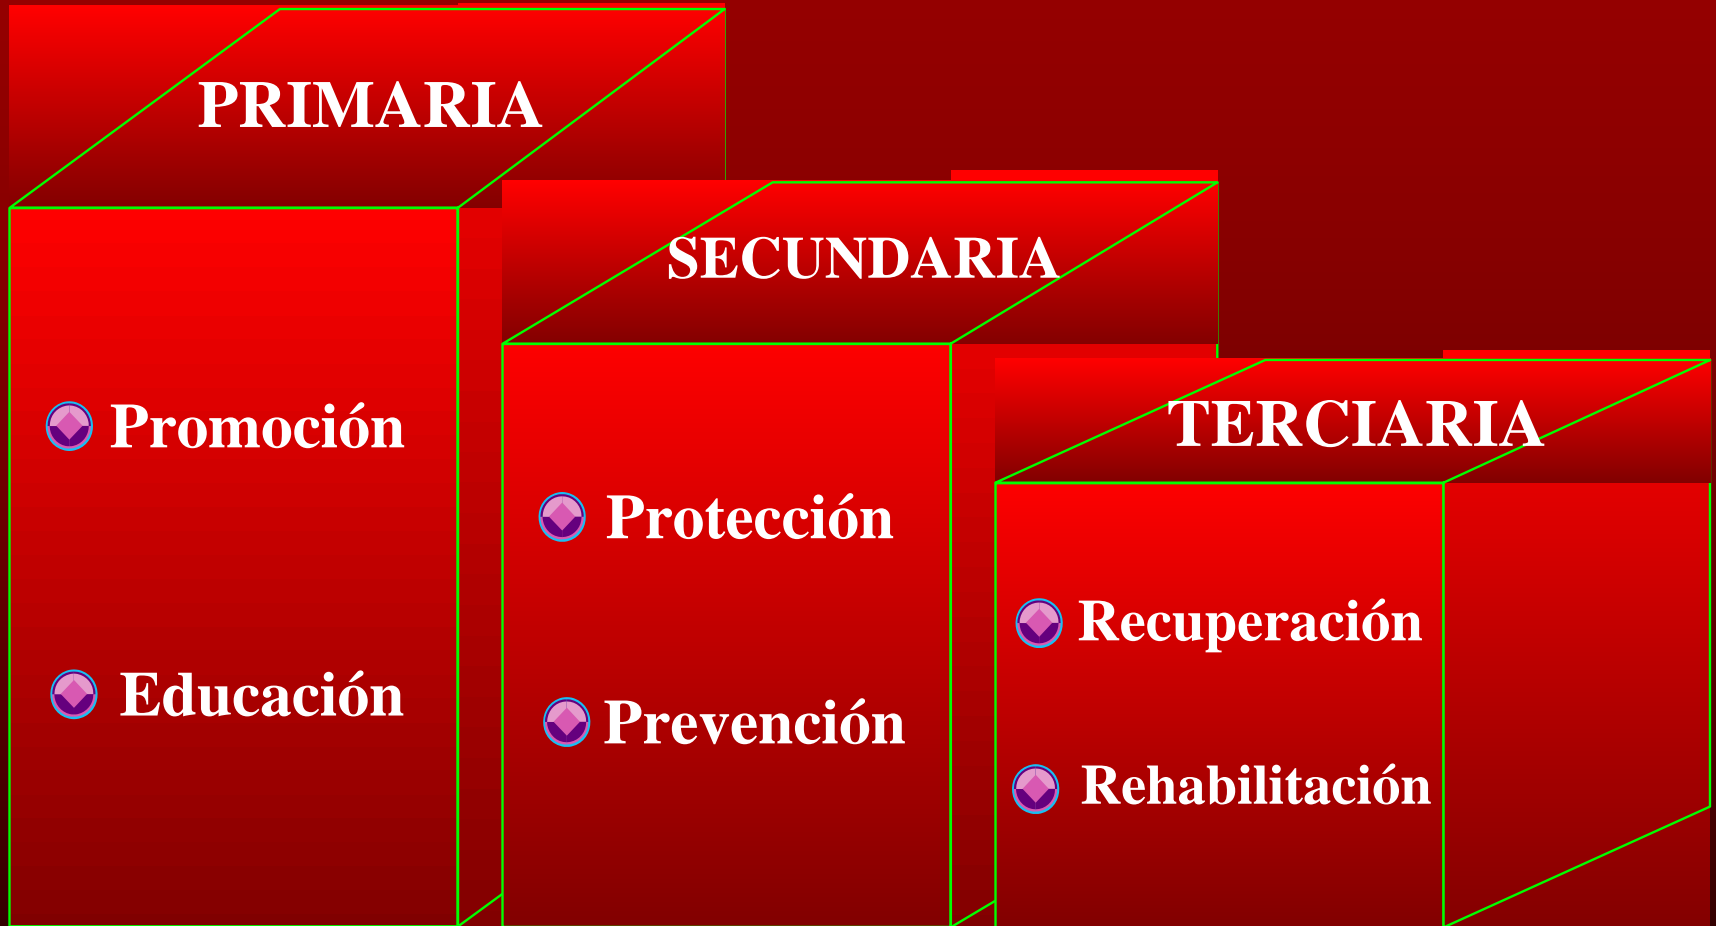 PRIMARIA
Promoción
Educación
SECUNDARIA
Protección
Prevención
TERCIARIA
Recuperación
Rehabilitación